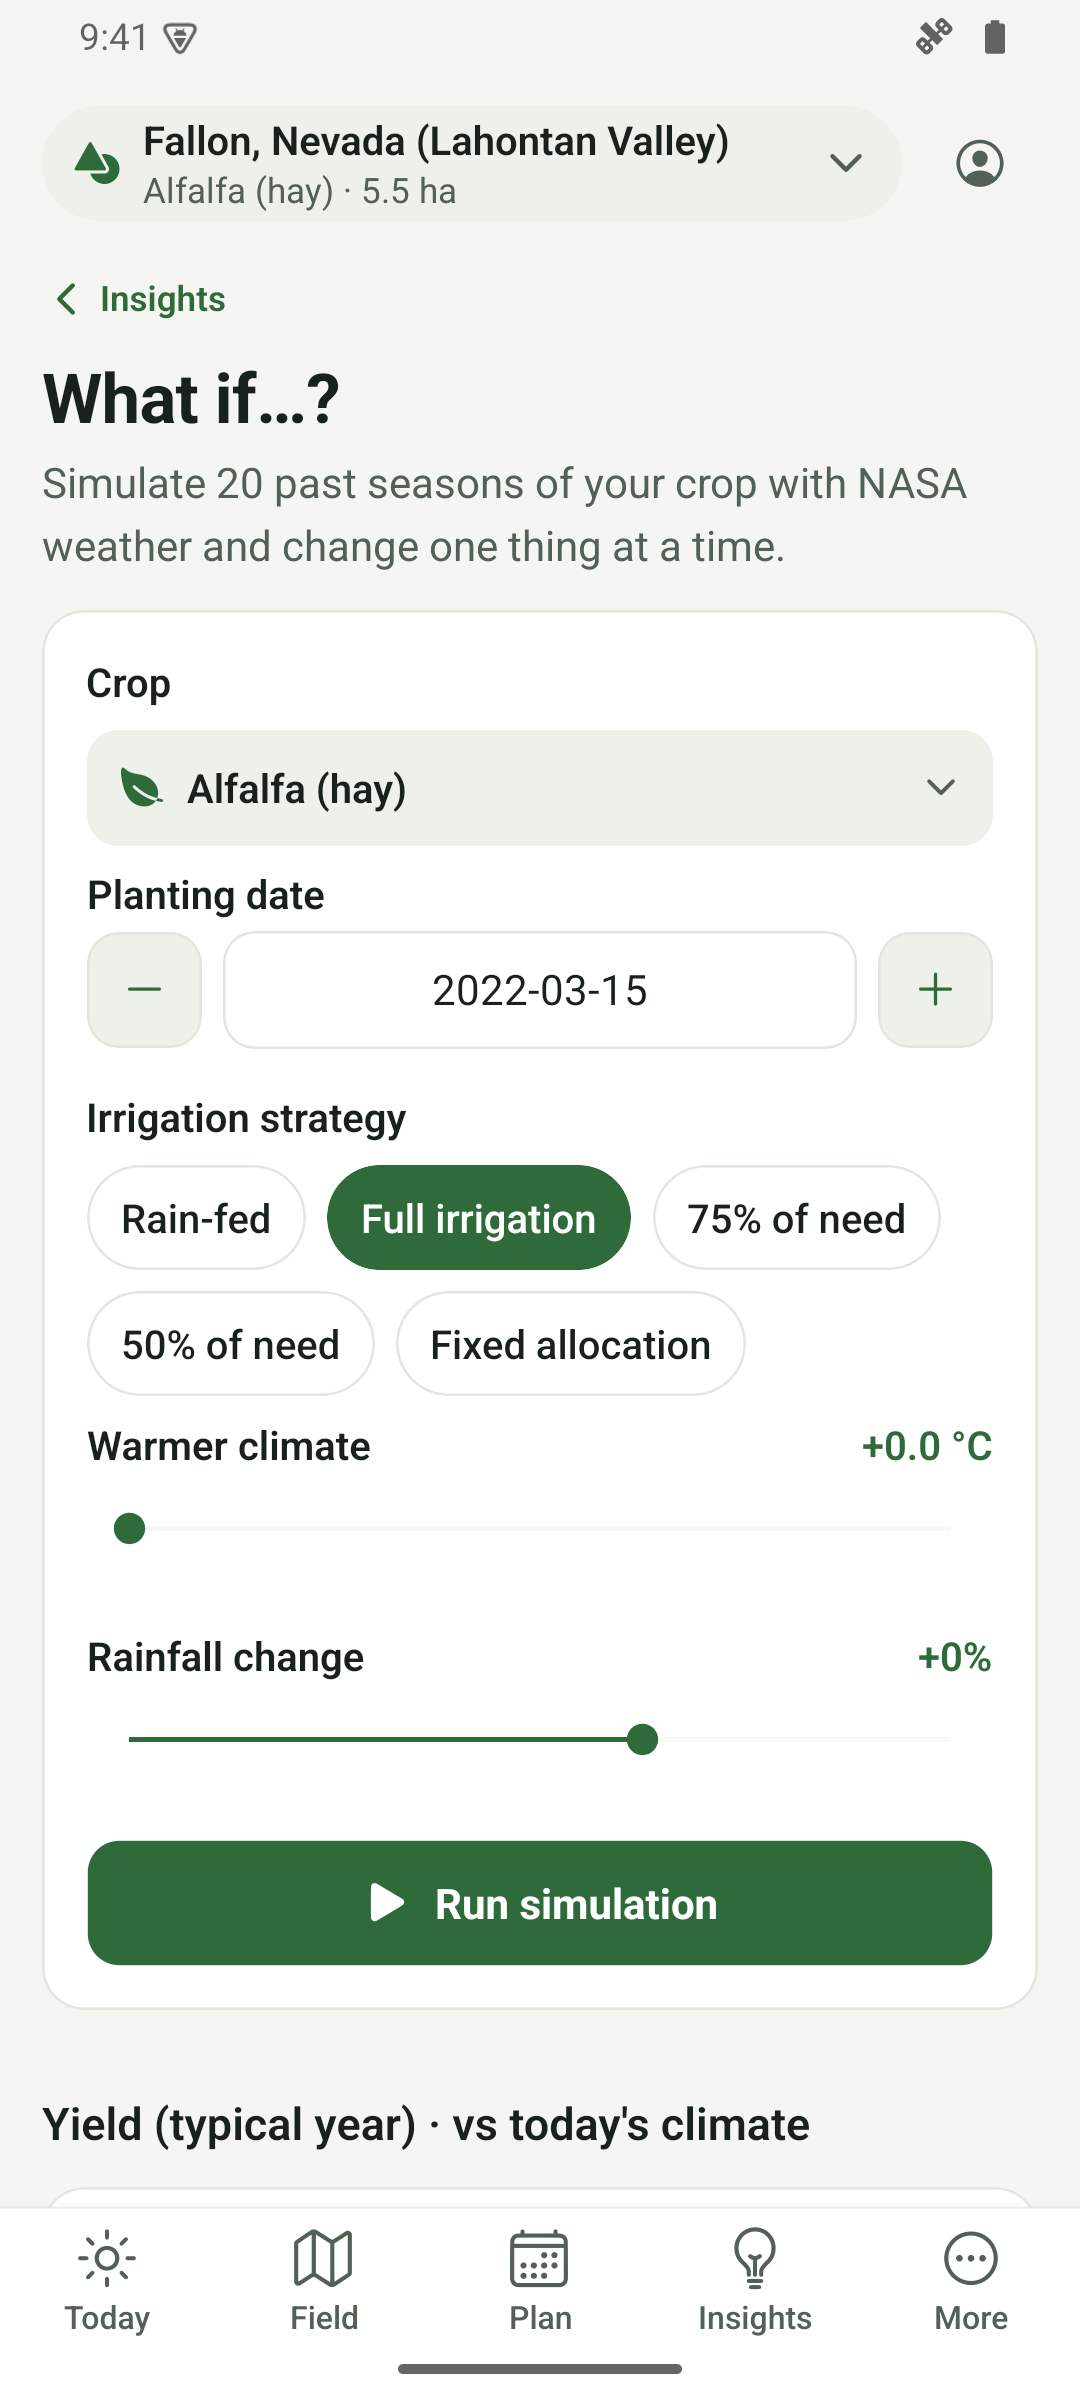 9:41
Fallon, Nevada (Lahontan Valley)
Alfalfa (hay) · 5.5 ha
Insights
What if...?
Simulate 20 past seasons of your crop with NASA
weather and change one thing at a time.
Crop
Alfalfa (hay)
Planting date
2022-03-15
Irrigation strategy
Rain-fed
Full irrigation
75% of need
50% of need
Fixed allocation
Warmer climate
+0.0 °C
Rainfall change
+0%
Run simulation
Yield (typical year) · vs today's climate
Today
Field
Plan
Insights
More